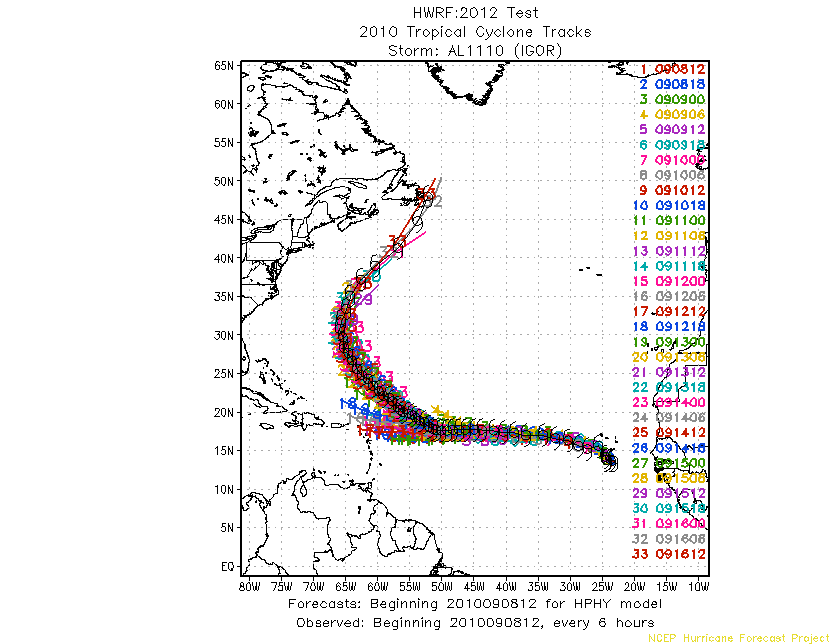 HWRF:2012 Test
2010 Tropical Cyclone Tracks
Storm: AL1110 (IGOR)
65N
60N
55N
50N
45N
40N
35N
30N
25N
20N
15N
10N
5N
EQ
1 090812
2 090818
3 090900
4 090906
5 090912
6 090918
7 091000
8 091006
9 091012
10 091018
11 091100
12 091106
13 091112
14 091118
15 091200
16 091206
17 091212
18 091218
19 091300
20 091306
21 091312
22 091318
23 091400
24 091406
25 091412
26 091418
27 091500
28 091506
29 091512
30 091518
31 091600
32 091606
33 091612
80W 75W 70W 65W 60W 55W 50W 45W 40W 35W 30W 25W 20W 15W 10W
Forecasts: Beginning 2010090812 for HPHY model
Observed: Beginning 2010090812, every 6 hours
NCEP Hurricane Forecast Project